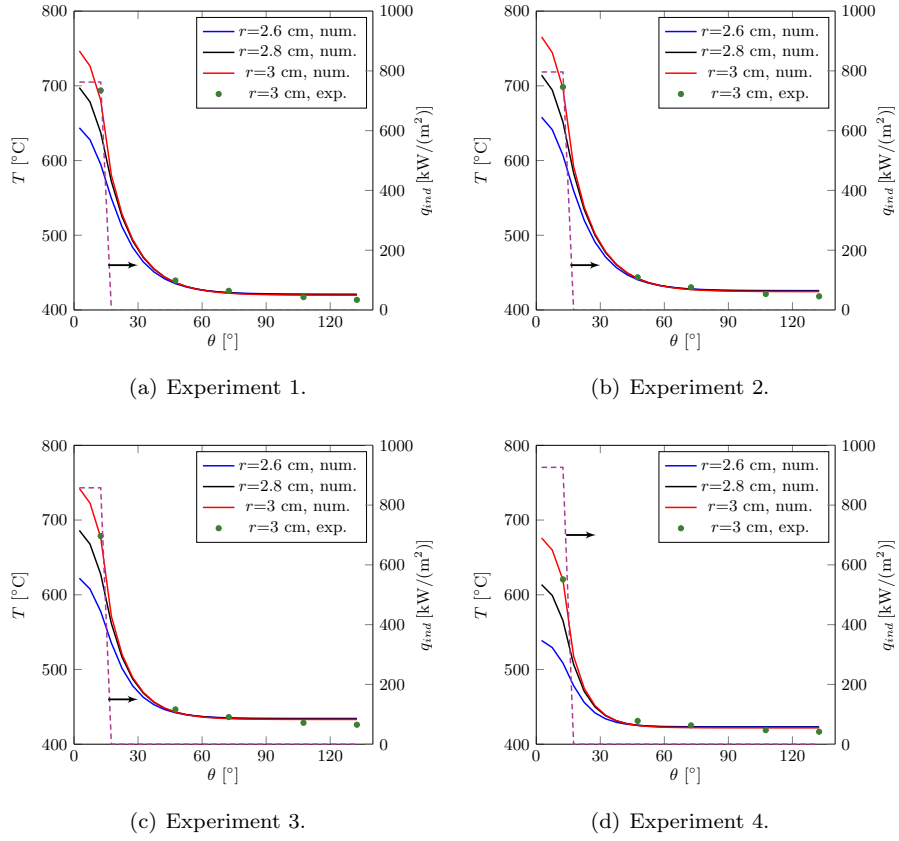 800
700
600
500
400
T [°C]
1000
800
600
400
200
0
q_ind [kW/(m²)]
0 30 60 90 120
θ [°]
r=2.6 cm, num.
r=2.8 cm, num.
r=3 cm, num.
r=3 cm, exp.
(a) Experiment 1.
800
700
600
500
400
T [°C]
1000
800
600
400
200
0
q_ind [kW/(m²)]
0 30 60 90 120
θ [°]
r=2.6 cm, num.
r=2.8 cm, num.
r=3 cm, num.
r=3 cm, exp.
(b) Experiment 2.
800
700
600
500
400
T [°C]
1000
800
600
400
200
0
q_ind [kW/(m²)]
0 30 60 90 120
θ [°]
r=2.6 cm, num.
r=2.8 cm, num.
r=3 cm, num.
r=3 cm, exp.
(c) Experiment 3.
800
700
600
500
400
T [°C]
1000
800
600
400
200
0
q_ind [kW/(m²)]
0 30 60 90 120
θ [°]
r=2.6 cm, num.
r=2.8 cm, num.
r=3 cm, num.
r=3 cm, exp.
(d) Experiment 4.